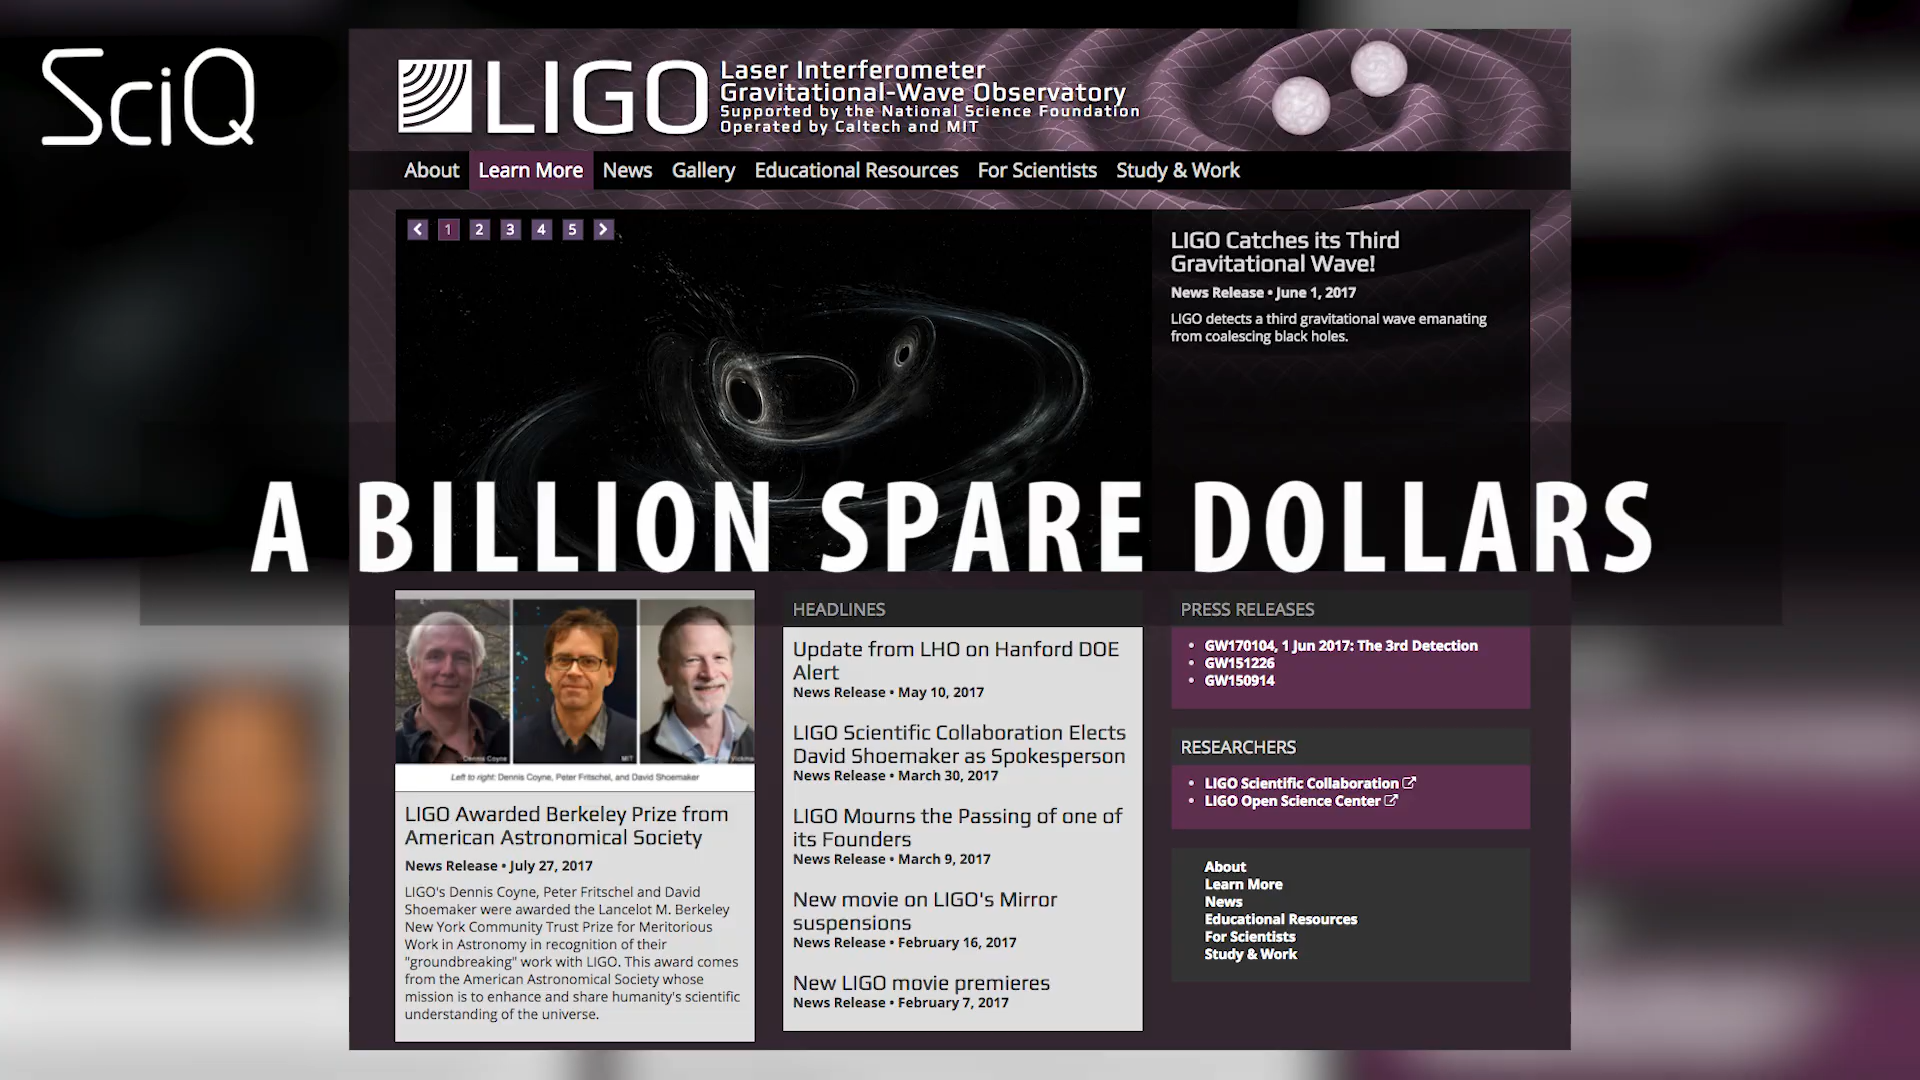 SciQ
LIGO
Laser Interferometer
Gravitational-Wave Observatory
Supported by the National Science Foundation
Operated by Caltech and MIT
About Learn More News Gallery Educational Resources For Scientists Study & Work
1 2 3 4 5
LIGO Catches its Third
Gravitational Wave!
News Release • June 1, 2017
LIGO detects a third gravitational wave emanating
from coalescing black holes.
A BILLION SPARE DOLLARS
Dennis Coyne
MIT
Left to right: Dennis Coyne, Peter Fritschel, and David Shoemaker
LIGO Awarded Berkeley Prize from
American Astronomical Society
News Release • July 27, 2017
LIGO's Dennis Coyne, Peter Fritschel and David
Shoemaker were awarded the Lancelot M. Berkeley
New York Community Trust Prize for Meritorious
Work in Astronomy in recognition of their
"groundbreaking" work with LIGO. This award comes
from the American Astronomical Society whose
mission is to enhance and share humanity's scientific
understanding of the universe.
HEADLINES
Update from LHO on Hanford DOE
Alert
News Release • May 10, 2017
LIGO Scientific Collaboration Elects
David Shoemaker as Spokesperson
News Release • March 30, 2017
LIGO Mourns the Passing of one of
its Founders
News Release • March 9, 2017
New movie on LIGO's Mirror
suspensions
News Release • February 16, 2017
New LIGO movie premieres
News Release • February 7, 2017
PRESS RELEASES
• GW170104, 1 Jun 2017: The 3rd Detection
• GW151226
• GW150914
RESEARCHERS
• LIGO Scientific Collaboration
• LIGO Open Science Center
About
Learn More
News
Educational Resources
For Scientists
Study & Work